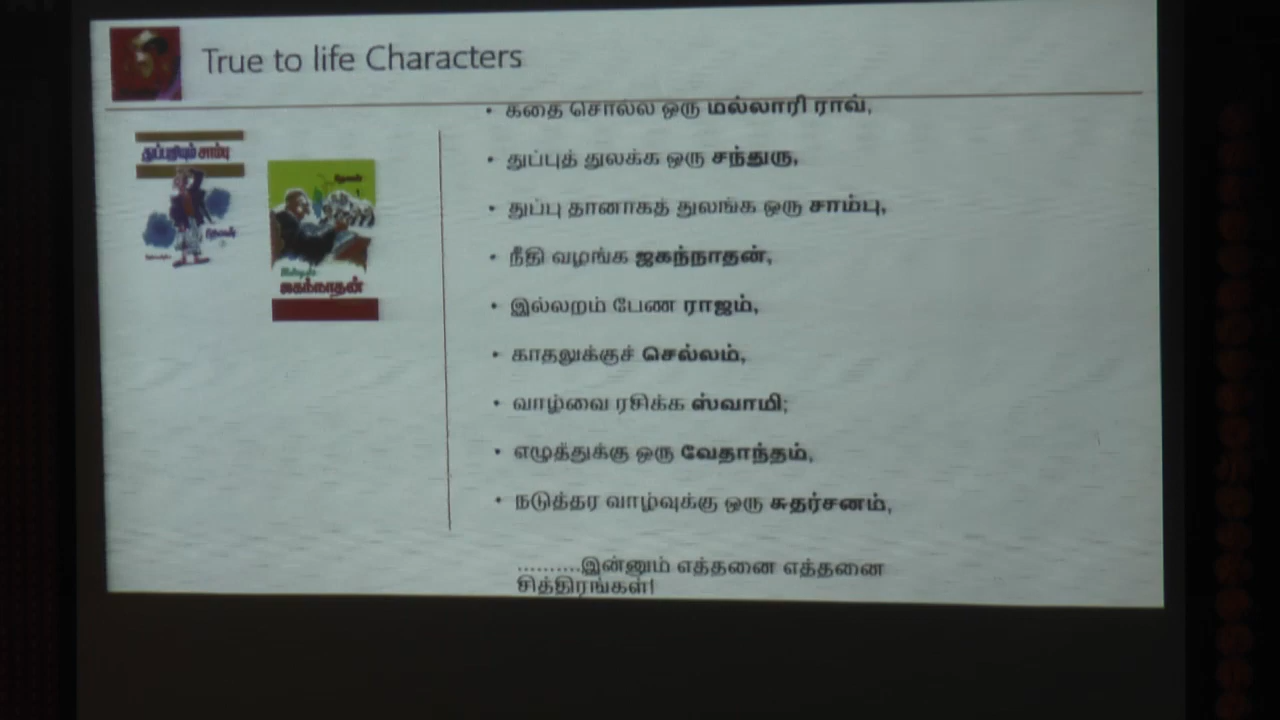 True to life Characters
• கதை சொல்ல ஒரு மல்லாரி ராவ்,
• துப்புத் துலக்க ஒரு சந்துரு,
• துப்பு தானாகத் துலங்க ஒரு சாம்பு,
• நீதி வழங்க ஜகந்நாதன்,
• இல்லறம் பேண ராஜம்,
• காதலுக்குச் செல்லம்,
• வாழ்வை ரசிக்க ஸ்வாமி;
• எழுத்துக்கு ஒரு வேதாந்தம்,
• நடுத்தர வாழ்வுக்கு ஒரு சுதர்சனம்,
..........இன்னும் எத்தனை எத்தனை
சித்திரங்கள்!
துப்பறியும் சாம்பு
தேவன்
தேவன்
ஜகந்நாதன்